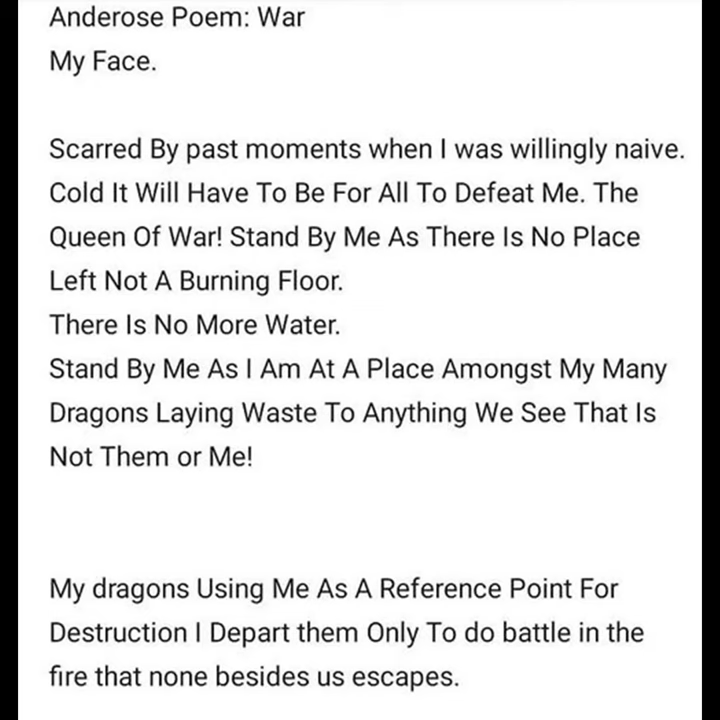 Anderose Poem: War
My Face.
Scarred By past moments when I was willingly naive.
Cold It Will Have To Be For All To Defeat Me. The
Queen Of War! Stand By Me As There Is No Place
Left Not A Burning Floor.
There Is No More Water.
Stand By Me As I Am At A Place Amongst My Many
Dragons Laying Waste To Anything We See That Is
Not Them or Me!
My dragons Using Me As A Reference Point For
Destruction I Depart them Only To do battle in the
fire that none besides us escapes.